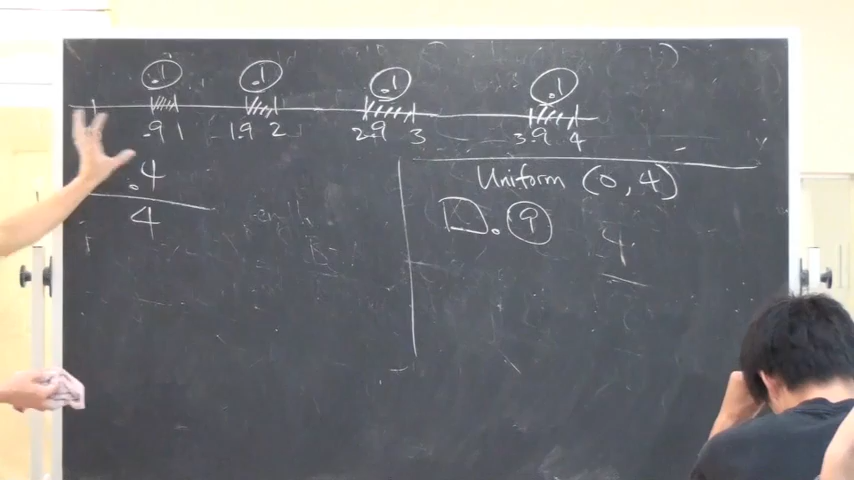 .1 .1 .1 .1
.9 1 1.9 2 2.9 3 3.9 4
.4
4
Uniform (0, 4)
.9